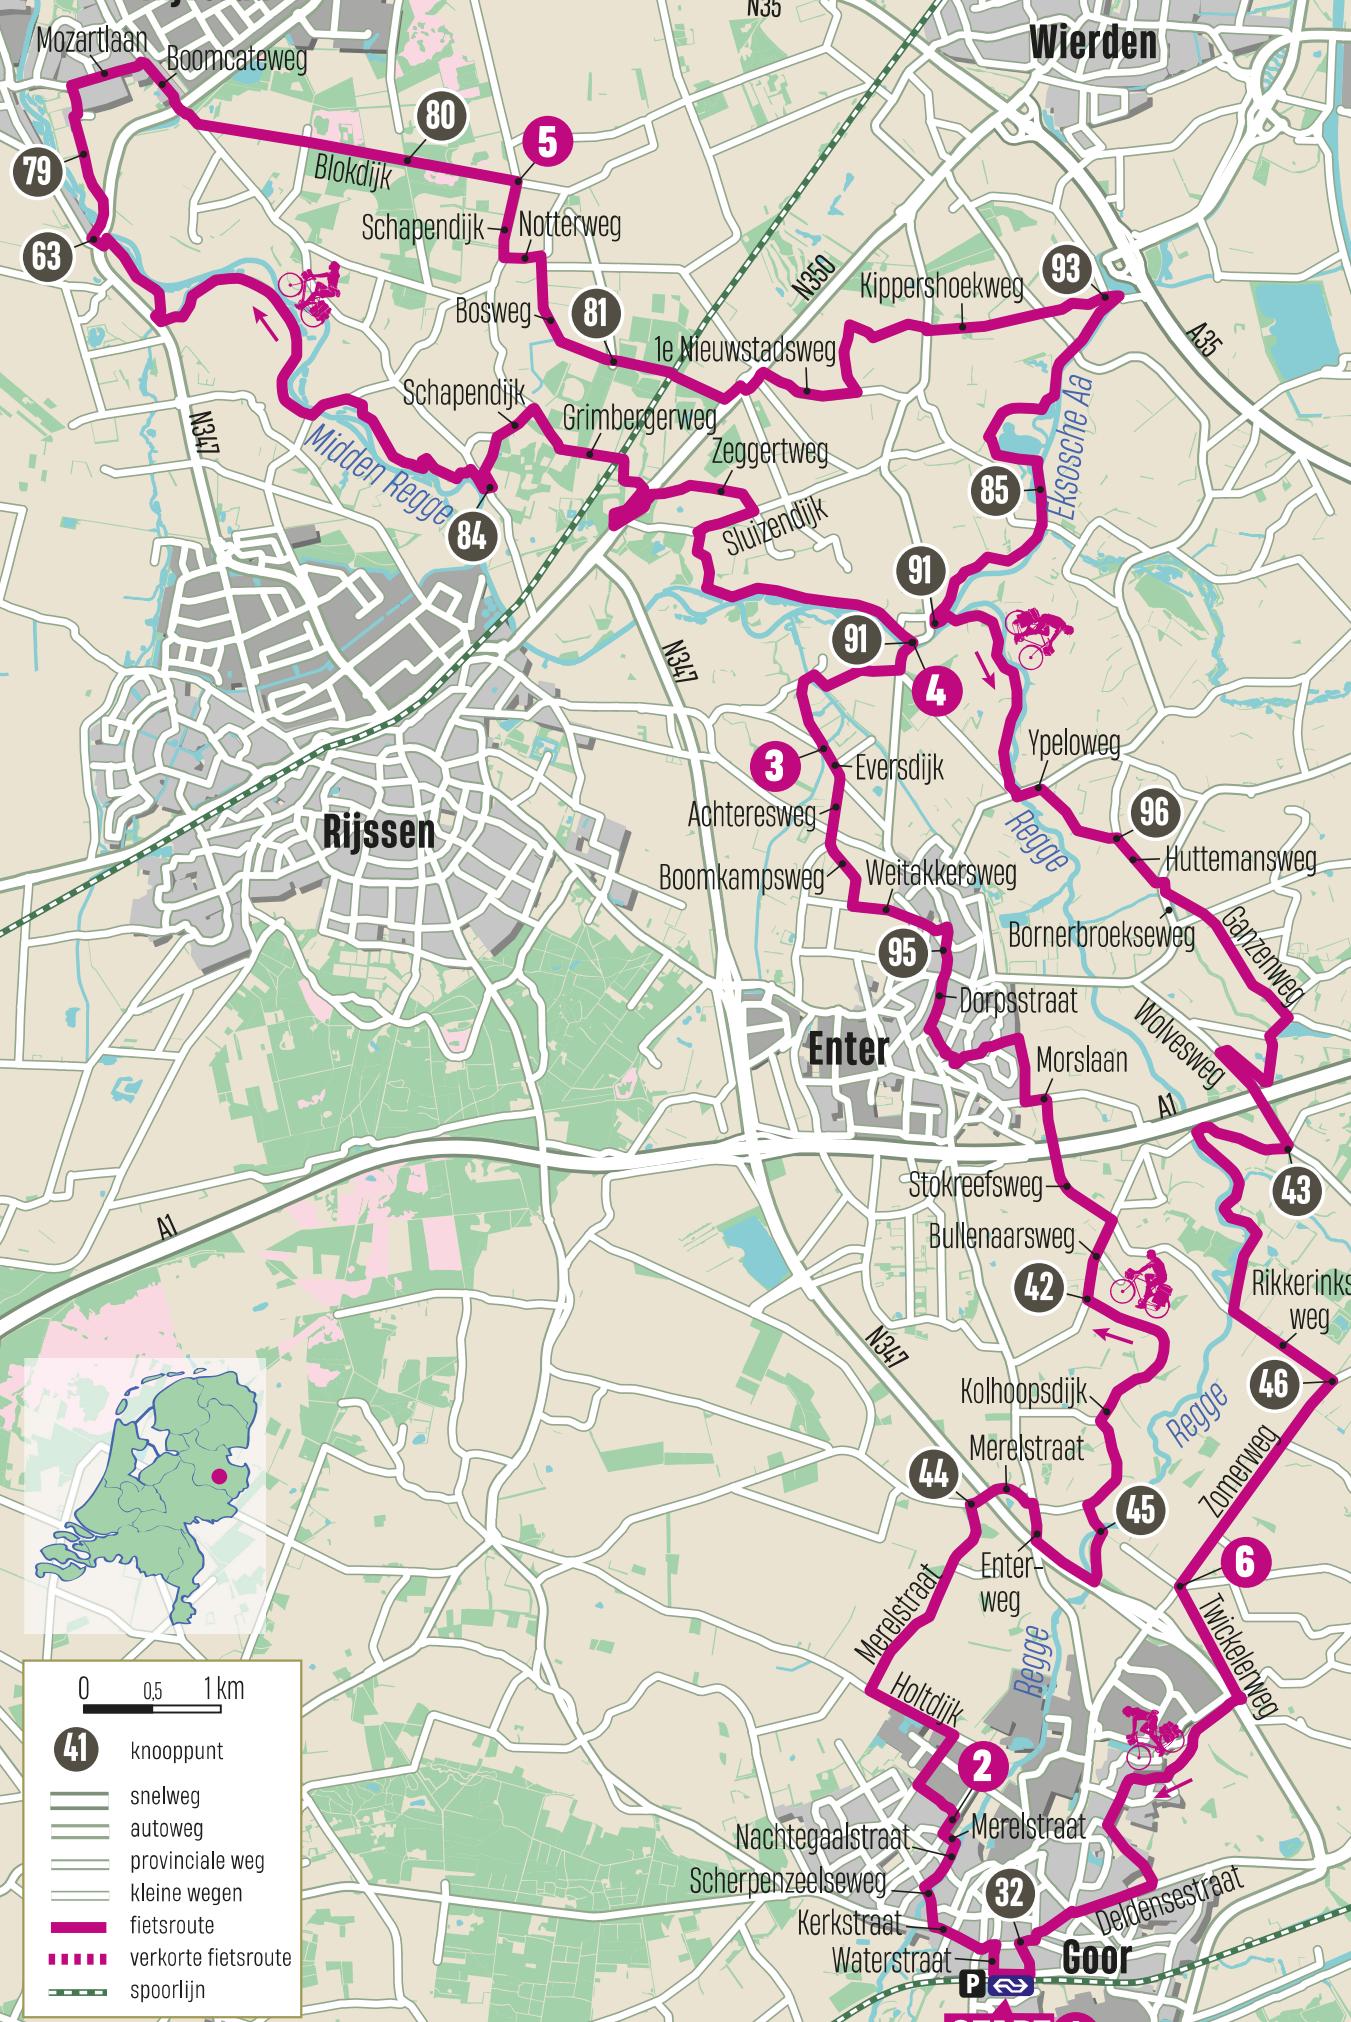 N35
Wierden
Mozartlaan
Boomcateweg
80
5
79
Blokdijk
Schapendijk
Notterweg
63
N350
93
Kippershoekweg
Bosweg
81
1e Nieuwstadsweg
A35
Schapendijk
Grimbergerweg
N347
Midden Regge
Zeggertweg
Eksosche Aa
85
Sluizendijk
84
91
91
N347
4
3
Eversdijk
Ypeloweg
Achteresweg
96
Regge
Rijssen
Huttemansweg
Boomkampsweg
Weitakkersweg
Bornerbroekseweg
Ganzenweg
95
Dorpsstraat
Wolvesweg
Enter
Morslaan
A1
Stokreefsweg
43
A1
Bullenaarsweg
42
Rikkerinks
weg
N347
46
Kolhoopsdijk
Regge
Merelstraat
44
Zomerweg
45
Enter-
weg
6
Merelstraat
Twickelerweg
Regge
Holtdijk
2
Merelstraat
Nachtegaalstraat
Scherpenzeelseweg
32
Deldensestraat
Kerkstraat
Waterstraat
Goor
P
0
0,5
1 km
41
knooppunt
snelweg
autoweg
provinciale weg
kleine wegen
fietsroute
verkorte fietsroute
spoorlijn